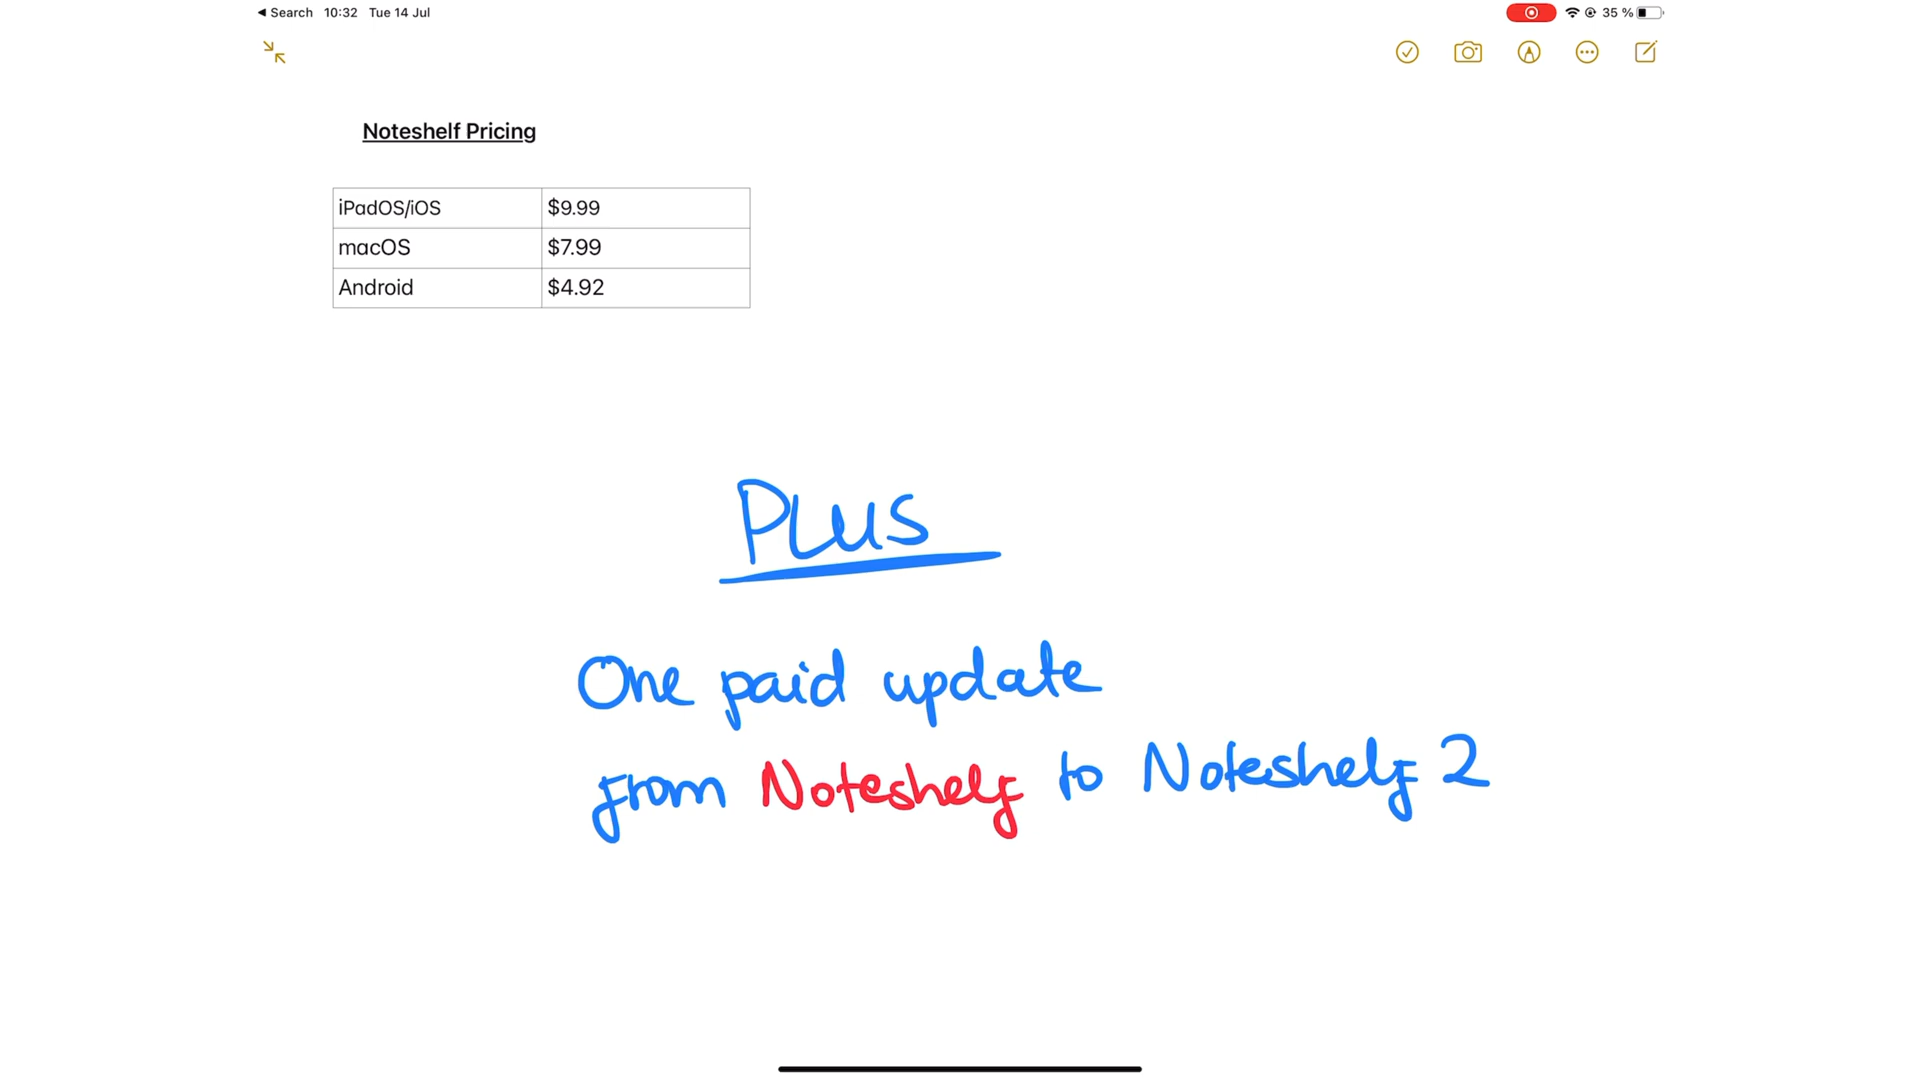 Search 10:32 Tue 14 Jul 35 %
Noteshelf Pricing
iPadOS/iOS $9.99
macOS $7.99
Android $4.92
Plus
One paid update
from Noteshelf to Noteshelf 2